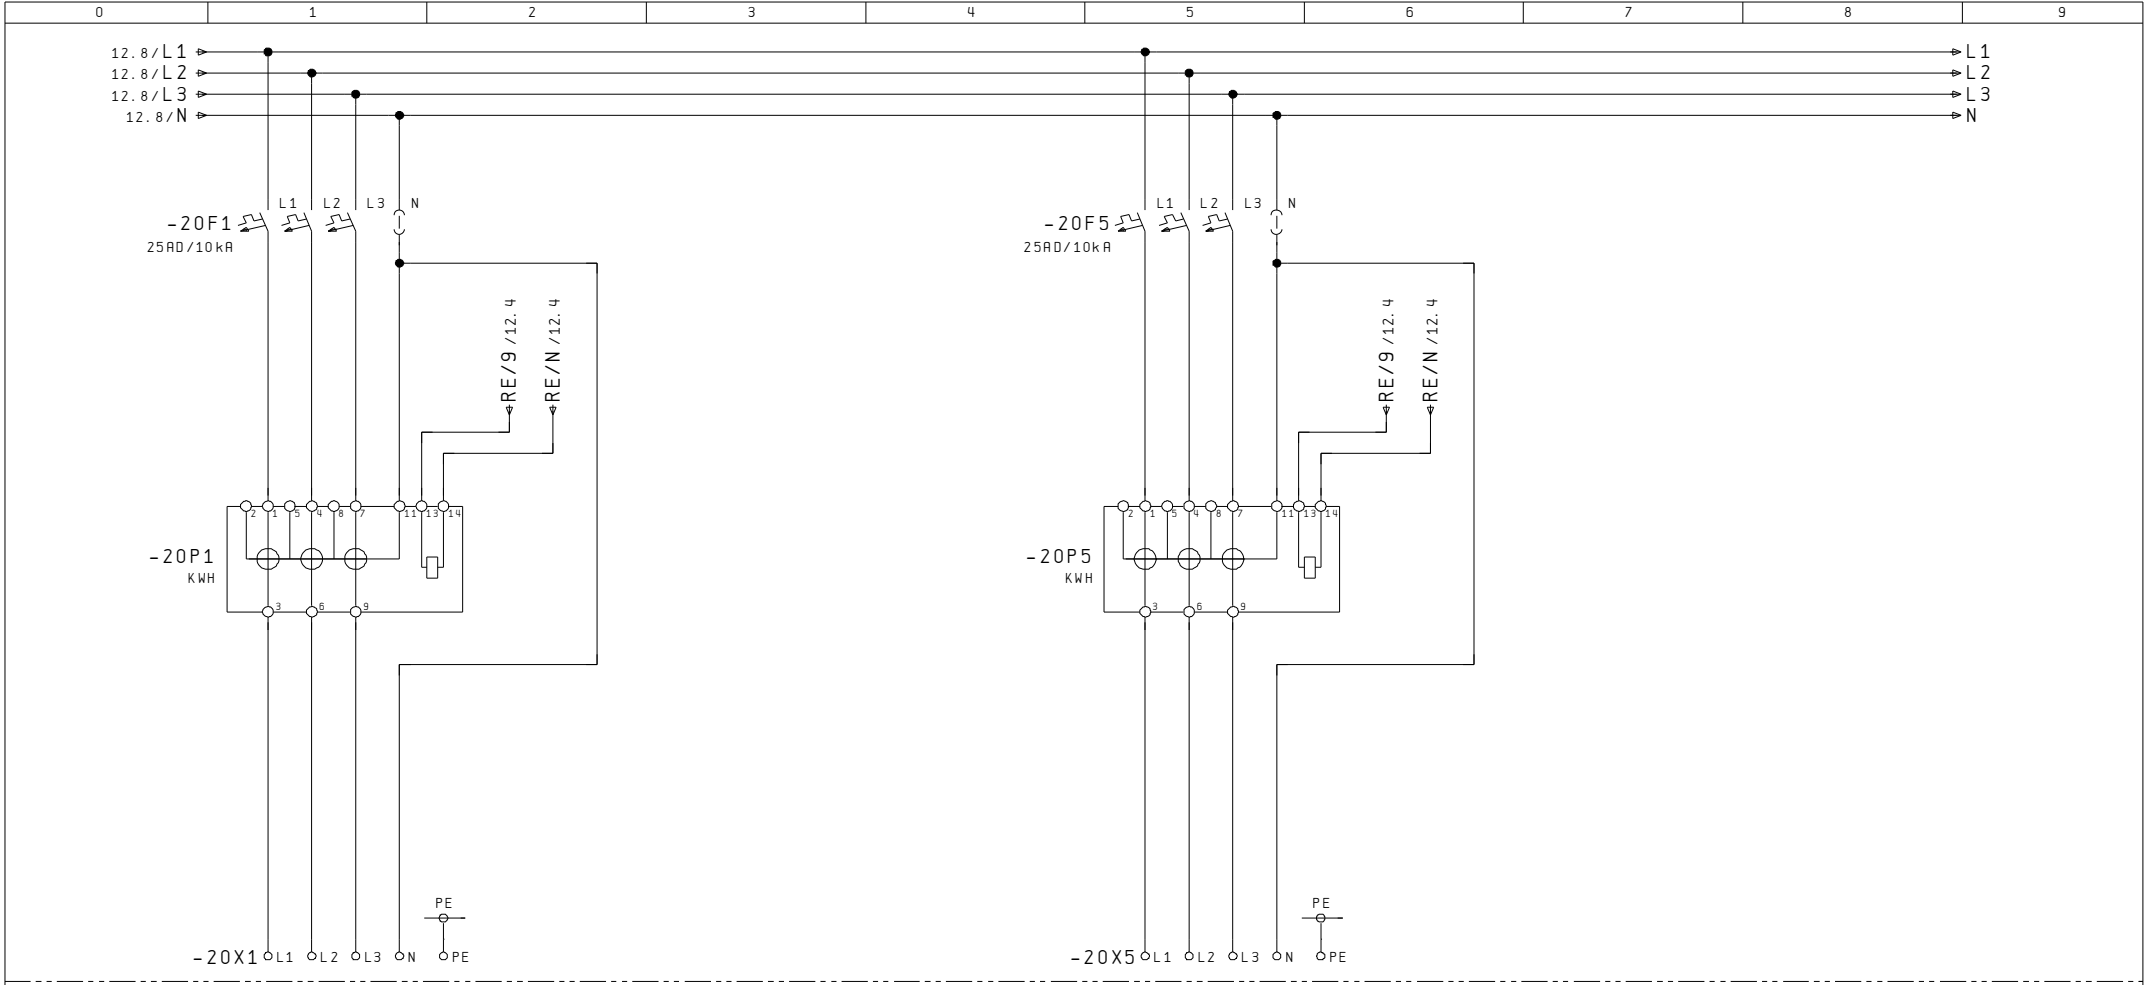 0 1 2 3 4 5 6 7 8 9
12.8/L1 L1
12.8/L2 L2
12.8/L3 L3
12.8/N N
L1 L2 L3 N L1 L2 L3 N
-20F1 -20F5
25AD/10kA 25AD/10kA
RE/9 /12.4 RE/N /12.4 RE/9 /12.4 RE/N /12.4
2 1 5 4 8 7 11 13 14 2 1 5 4 8 7 11 13 14
-20P1 -20P5
KWH KWH
3 6 9 3 6 9
PE PE
-20X1 L1 L2 L3 N PE -20X5 L1 L2 L3 N PE